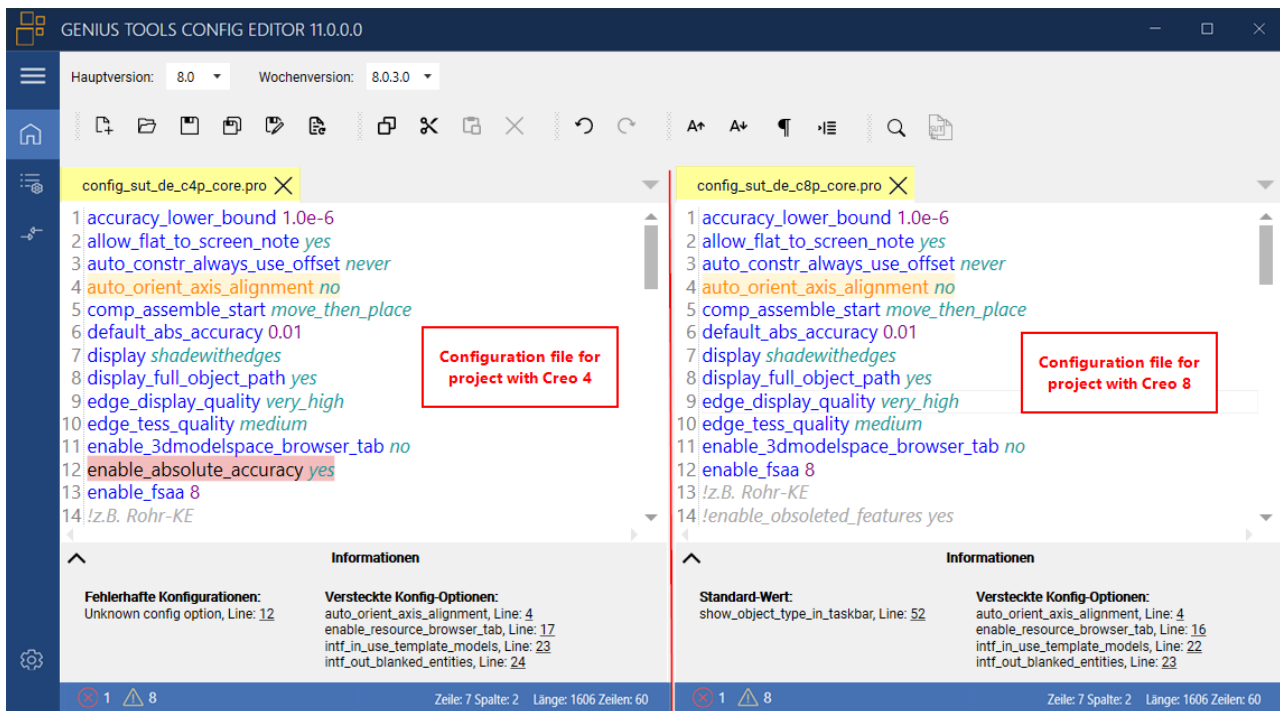 GENIUS TOOLS CONFIG EDITOR 11.0.0.0
Hauptversion: 8.0 Wochenversion: 8.0.3.0
config_sut_de_c4p_core.pro
1 accuracy_lower_bound 1.0e-6
2 allow_flat_to_screen_note yes
3 auto_constr_always_use_offset never
4 auto_orient_axis_alignment no
5 comp_assemble_start move_then_place
6 default_abs_accuracy 0.01
7 display shadewithedges
8 display_full_object_path yes
9 edge_display_quality very_high
10 edge_tess_quality medium
11 enable_3dmodelspace_browser_tab no
12 enable_absolute_accuracy yes
13 enable_fsaa 8
14 !z.B. Rohr-KE
Configuration file for
project with Creo 4
Informationen
Fehlerhafte Konfigurationen:
Unknown config option, Line: 12
Versteckte Konfig-Optionen:
auto_orient_axis_alignment, Line: 4
enable_resource_browser_tab, Line: 17
intf_in_use_template_models, Line: 23
intf_out_blanked_entities, Line: 24
1 8 Zeile: 7 Spalte: 2 Länge: 1606 Zeilen: 60
config_sut_de_c8p_core.pro
1 accuracy_lower_bound 1.0e-6
2 allow_flat_to_screen_note yes
3 auto_constr_always_use_offset never
4 auto_orient_axis_alignment no
5 comp_assemble_start move_then_place
6 default_abs_accuracy 0.01
7 display shadewithedges
8 display_full_object_path yes
9 edge_display_quality very_high
10 edge_tess_quality medium
11 enable_3dmodelspace_browser_tab no
12 enable_fsaa 8
13 !z.B. Rohr-KE
14 !enable_obsoleted_features yes
Configuration file for
project with Creo 8
Informationen
Standard-Wert:
show_object_type_in_taskbar, Line: 52
Versteckte Konfig-Optionen:
auto_orient_axis_alignment, Line: 4
enable_resource_browser_tab, Line: 16
intf_in_use_template_models, Line: 22
intf_out_blanked_entities, Line: 23
1 8 Zeile: 7 Spalte: 2 Länge: 1606 Zeilen: 60